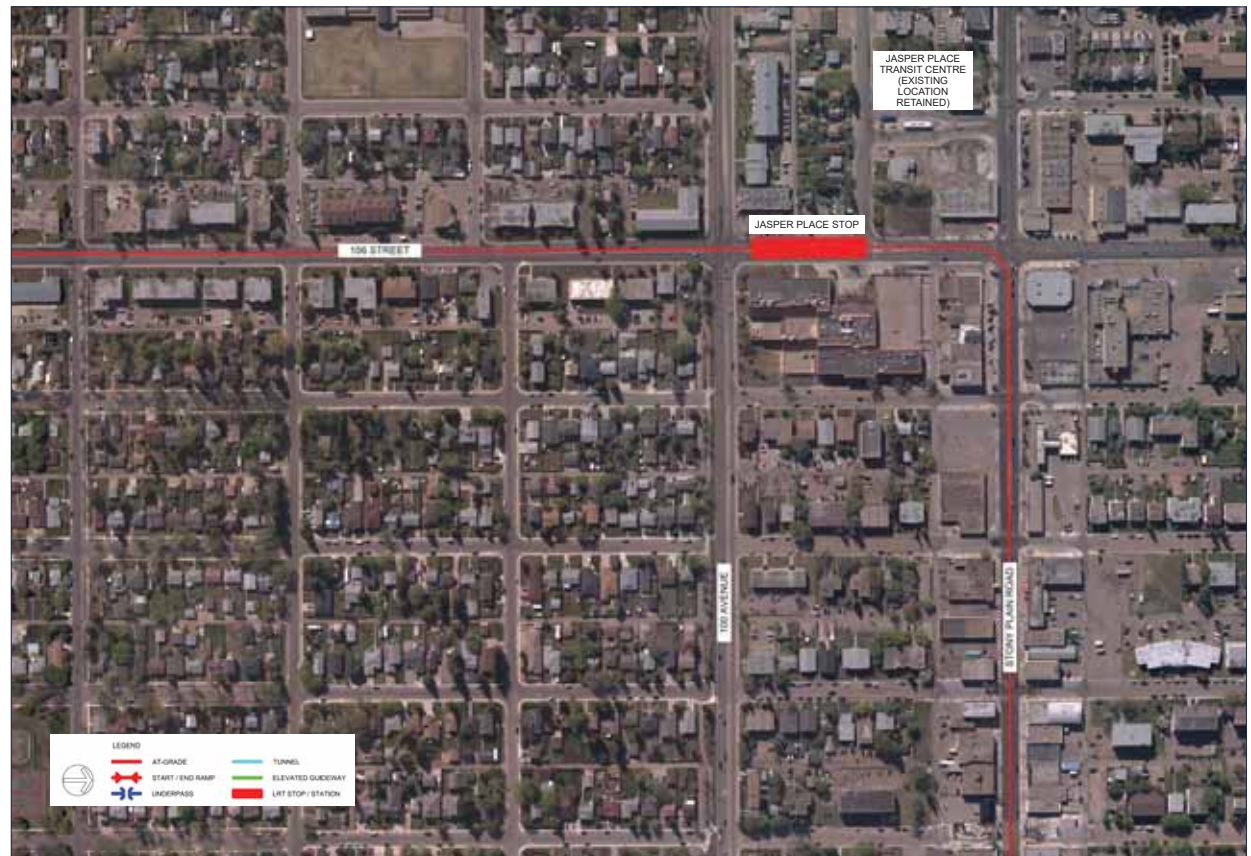 JASPER PLACE
TRANSIT CENTRE
(EXISTING
LOCATION
RETAINED)
JASPER PLACE STOP
156 STREET
100 AVENUE
STONY PLAIN ROAD
LEGEND
AT-GRADE
START / END RAMP
UNDERPASS
TUNNEL
ELEVATED GUIDEWAY
LRT STOP / STATION